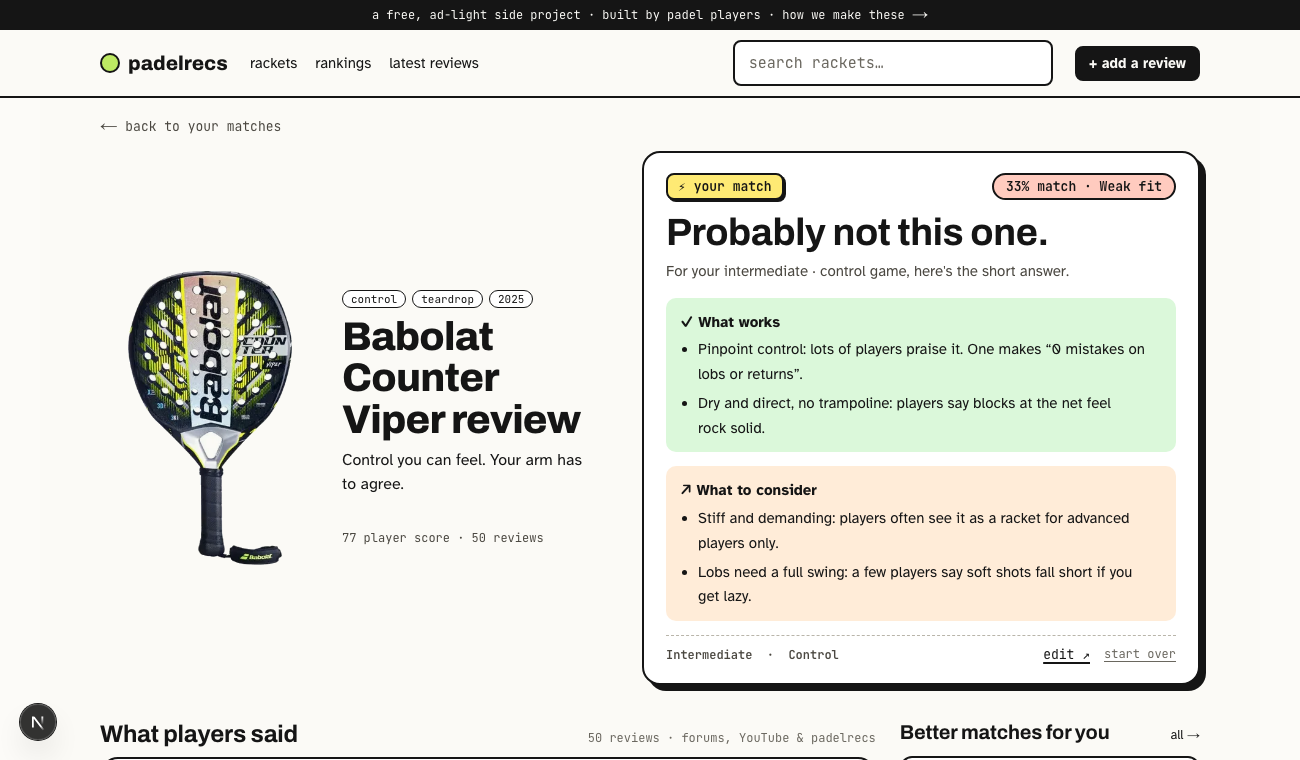 a free, ad-light side project · built by padel players · how we make these →
padelrecs
rackets
rankings
latest reviews
search rackets…
+ add a review
← back to your matches
control
teardrop
2025
Babolat
Counter
Viper review
Control you can feel. Your arm has
to agree.
77 player score · 50 reviews
Babolat
COUN
TER
viper
Babolat
⚡ your match
33% match · Weak fit
Probably not this one.
For your intermediate · control game, here's the short answer.
✓ What works
• Pinpoint control: lots of players praise it. One makes “0 mistakes on
lobs or returns”.
• Dry and direct, no trampoline: players say blocks at the net feel
rock solid.
↗ What to consider
• Stiff and demanding: players often see it as a racket for advanced
players only.
• Lobs need a full swing: a few players say soft shots fall short if you
get lazy.
Intermediate · Control
edit ↗
start over
N
What players said
50 reviews · forums, YouTube & padelrecs
Better matches for you
all →